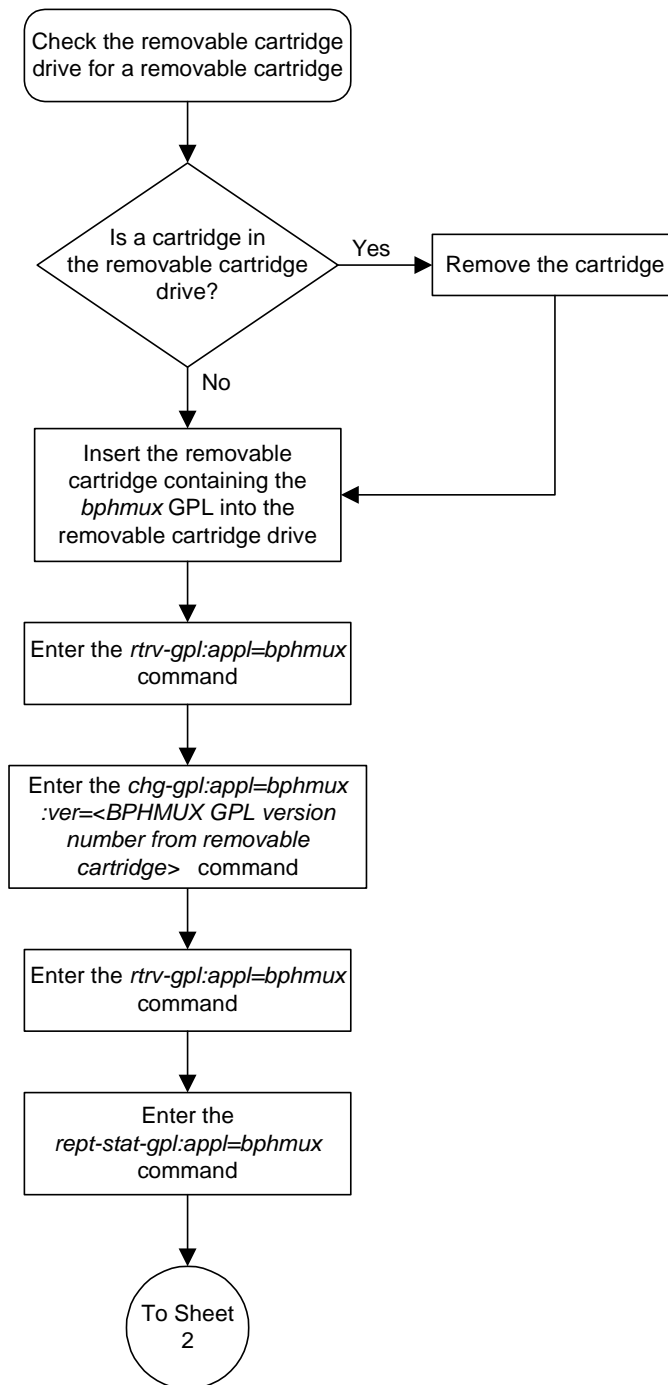 Check the removable cartridge
drive for a removable cartridge
Is a cartridge in
the removable cartridge
drive?
Yes
Remove the cartridge
No
Insert the removable
cartridge containing the
bphmux GPL into the
removable cartridge drive
Enter the rtrv-gpl:appl=bphmux
command
Enter the chg-gpl:appl=bphmux
:ver=<BPHMUX GPL version
number from removable
cartridge> command
Enter the rtrv-gpl:appl=bphmux
command
Enter the
rept-stat-gpl:appl=bphmux
command
To Sheet
2